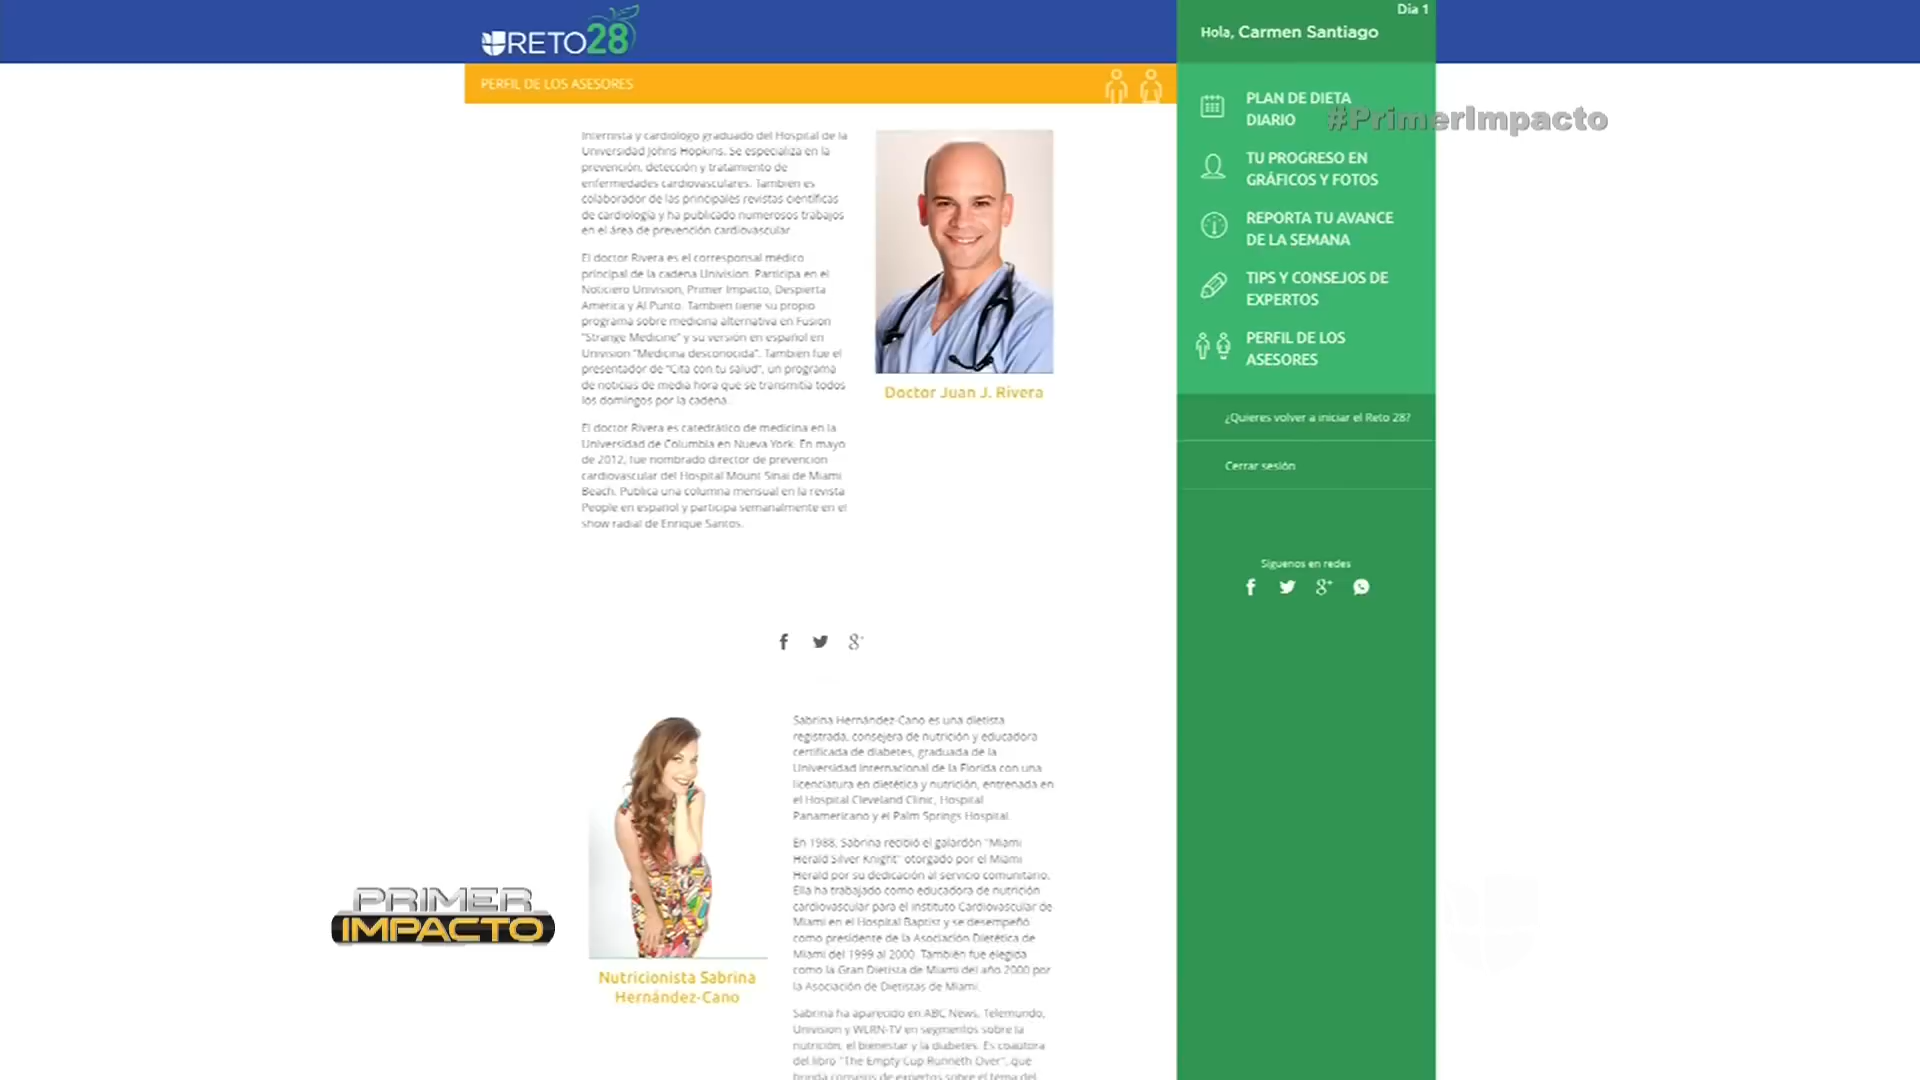 RETO28
PERFIL DE LOS ASESORES
Día 1
Hola, Carmen Santiago
PLAN DE DIETA
DIARIO
#PrimerImpacto
TU PROGRESO EN
GRÁFICOS Y FOTOS
REPORTA TU AVANCE
DE LA SEMANA
TIPS Y CONSEJOS DE
EXPERTOS
PERFIL DE LOS
ASESORES
¿Quieres volver a iniciar el Reto 28?
Cerrar sesión
Síguenos en redes
Internista y cardiólogo graduado del Hospital de la
Universidad Johns Hopkins. Se especializa en la
prevención, detección y tratamiento de
enfermedades cardiovasculares. También es
colaborador de las principales revistas científicas
de cardiología y ha publicado numerosos trabajos
en el área de prevención cardiovascular
El doctor Rivera es el corresponsal médico
principal de la cadena Univision. Participa en el
Noticiero Univision, Primer Impacto, Despierta
América y Al Punto. También tiene su propio
programa sobre medicina alternativa en Fusion
"Strange Medicine" y su versión en español en
Univision "Medicina desconocida". También fue el
presentador de "Cita con tu salud", un programa
de noticias de media hora que se transmitía todos
los domingos por la cadena.
El doctor Rivera es catedrático de medicina en la
Universidad de Columbia en Nueva York. En mayo
de 2012, fue nombrado director de prevención
cardiovascular del Hospital Mount Sinai de Miami
Beach. Publica una columna mensual en la revista
People en español y participa semanalmente en el
show radial de Enrique Santos.
Doctor Juan J. Rivera
Sabrina Hernández-Cano es una dietista
registrada, consejera de nutrición y educadora
certificada de diabetes, graduada de la
Universidad Internacional de la Florida con una
licenciatura en dietética y nutrición, entrenada en
el Hospital Cleveland Clinic, Hospital
Panamericano y el Palm Springs Hospital.
En 1988, Sabrina recibió el galardón "Miami
Herald Silver Knight" otorgado por el Miami
Herald por su dedicación al servicio comunitario.
Ella ha trabajado como educadora de nutrición
cardiovascular para el Instituto Cardiovascular de
Miami en el Hospital Baptist y se desempeñó
como presidente de la Asociación Dietética de
Miami del 1999 al 2000. También fue elegida
como la Gran Dietista de Miami del año 2000 por
la Asociación de Dietistas de Miami.
Sabrina ha aparecido en ABC News, Telemundo,
Univision y WLRN-TV en segmentos sobre la
nutrición, el bienestar y la diabetes. Es coautora
del libro "The Empty Cup Runneth Over", que
brinda consejos de expertos sobre el tema del
Nutricionista Sabrina
Hernández-Cano
PRIMER
IMPACTO